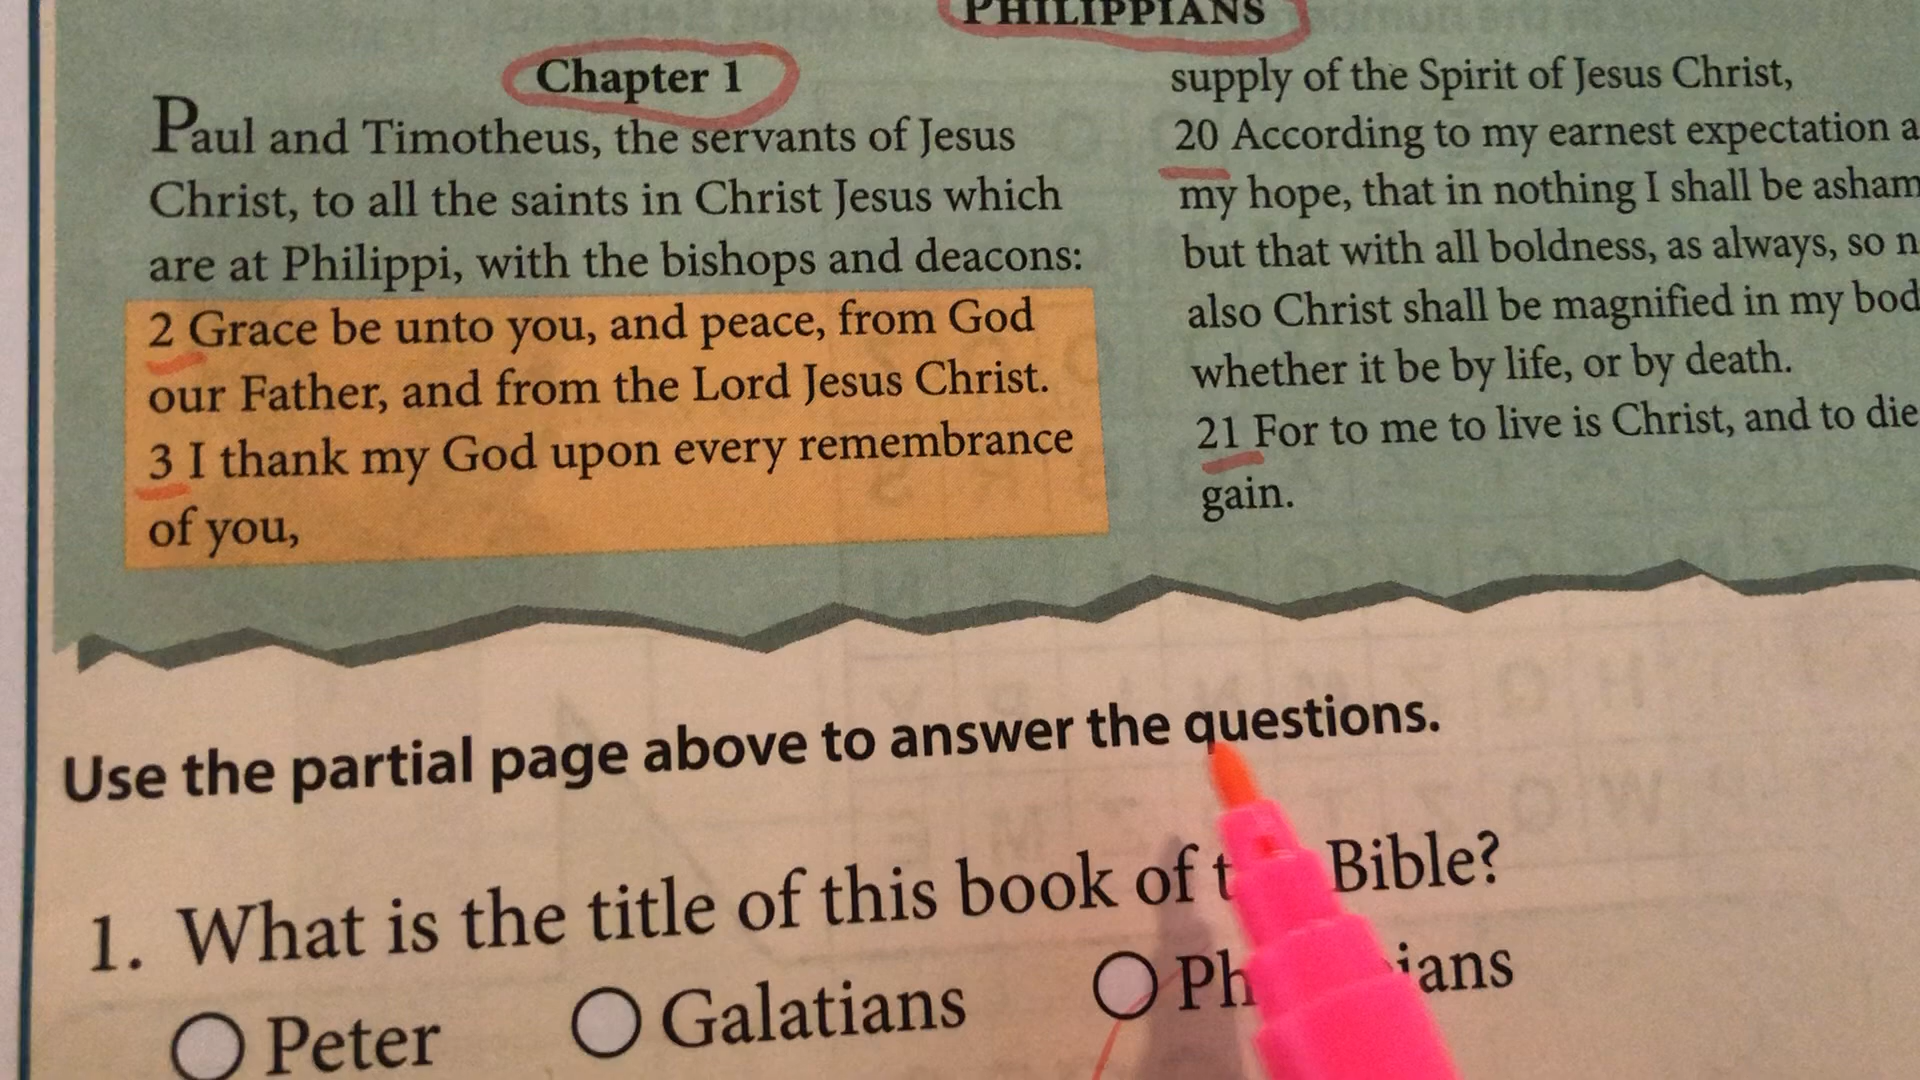 PHILIPPIANS
Chapter 1
Paul and Timotheus, the servants of Jesus
Christ, to all the saints in Christ Jesus which
are at Philippi, with the bishops and deacons:
2 Grace be unto you, and peace, from God
our Father, and from the Lord Jesus Christ.
3 I thank my God upon every remembrance
of you,
supply of the Spirit of Jesus Christ,
20 According to my earnest expectation a
my hope, that in nothing I shall be asham
but that with all boldness, as always, so n
also Christ shall be magnified in my bod
whether it be by life, or by death.
21 For to me to live is Christ, and to die
gain.
Use the partial page above to answer the questions.
1. What is the title of this book of t Bible?
Peter Galatians Ph ians